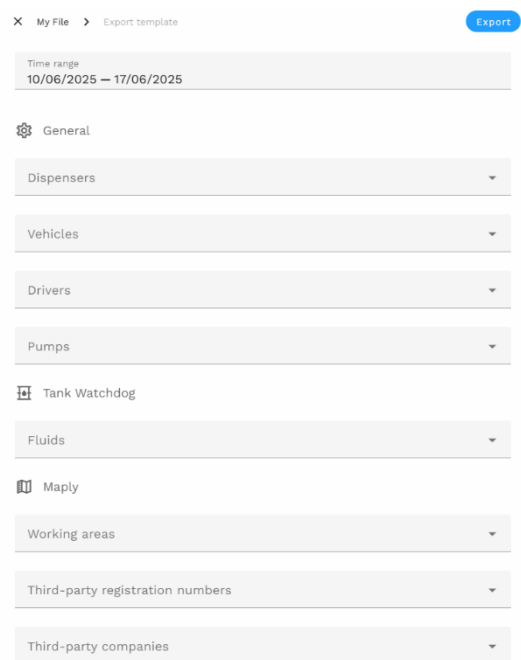 My File > Export template
Export
Time range
10/06/2025 — 17/06/2025
General
Dispensers
Vehicles
Drivers
Pumps
Tank Watchdog
Fluids
Maply
Working areas
Third-party registration numbers
Third-party companies